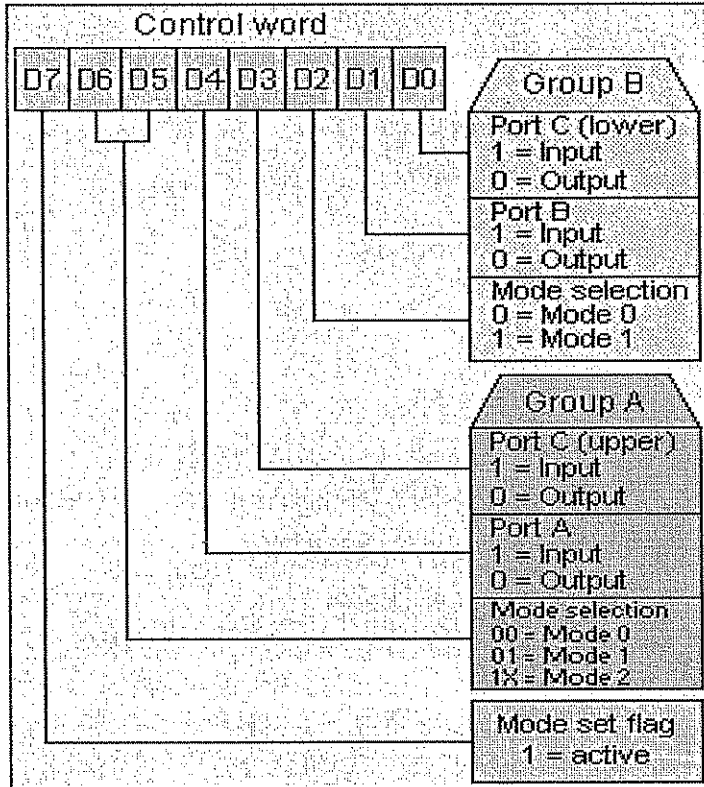 Control word
D7 D6 D5 D4 D3 D2 D1 D0
Group B
Port C (lower)
1 = Input
0 = Output
Port B
1 = Input
0 = Output
Mode selection
0 = Mode 0
1 = Mode 1
Group A
Port C (upper)
1 = Input
0 = Output
Port A
1 = Input
0 = Output
Mode selection
00 = Mode 0
01 = Mode 1
1X = Mode 2
Mode set flag
1 = active